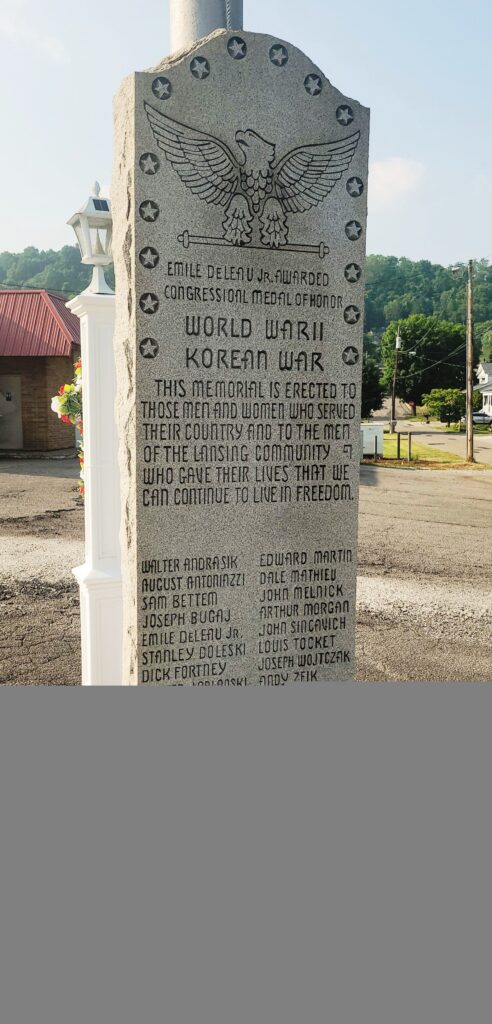 EMILE DeLEAU JR. AWARDED
CONGRESSIONAL MEDAL OF HONOR
WORLD WAR II
KOREAN WAR
THIS MEMORIAL IS ERECTED TO
THOSE MEN AND WOMEN WHO SERVED
THEIR COUNTRY AND TO THE MEN
OF THE LANSING COMMUNITY
WHO GAVE THEIR LIVES THAT WE
CAN CONTINUE TO LIVE IN FREEDOM.
WALTER ANDRASIK
AUGUST ANTONIAZZI
SAM BETTEM
JOSEPH BUGAJ
EMILE DeLEAU JR.
STANLEY DOLESKI
DICK FORTNEY
EDWARD MARTIN
DALE MATHIEU
JOHN MELNICK
ARTHUR MORGAN
JOHN SINCAVICH
LOUIS TOCKET
JOSEPH WOJTCZAK
ANDY ZEIK